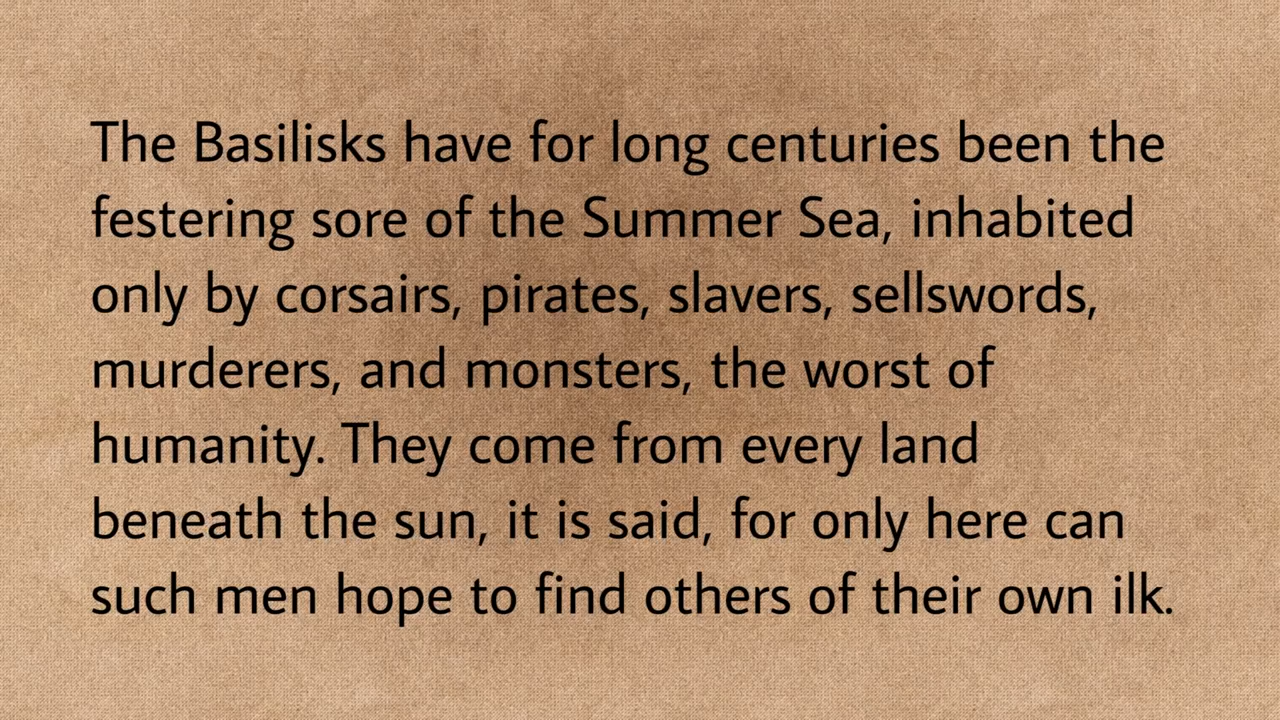 The Basilisks have for long centuries been the
festering sore of the Summer Sea, inhabited
only by corsairs, pirates, slavers, sellswords,
murderers, and monsters, the worst of
humanity. They come from every land
beneath the sun, it is said, for only here can
such men hope to find others of their own ilk.